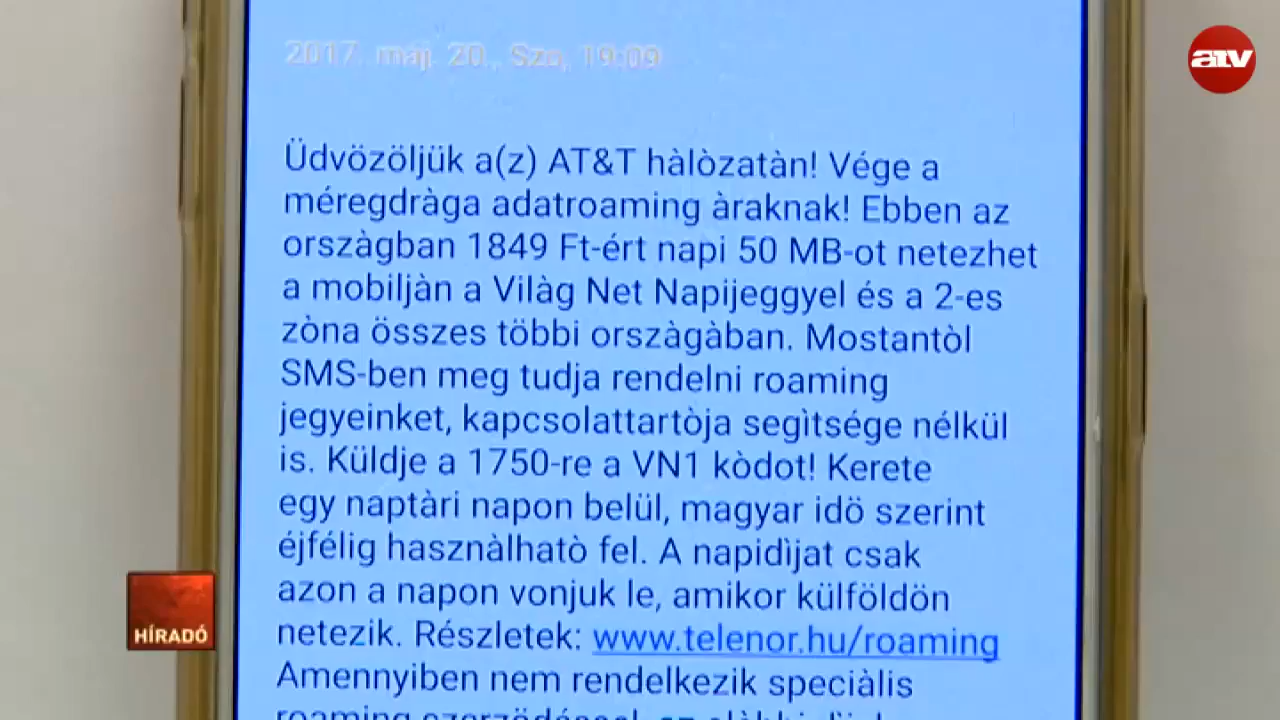 atv
2017. máj. 20., Szo, 19:09
Üdvözöljük a(z) AT&T hàlòzatàn! Vége a
méregdràga adatroaming àraknak! Ebben az
orszàgban 1849 Ft-ért napi 50 MB-ot netezhet
a mobiljàn a Vilàg Net Napijeggyel és a 2-es
zòna összes többi orszàgàban. Mostantòl
SMS-ben meg tudja rendelni roaming
jegyeinket, kapcsolattartòja segìtsége nélkül
is. Küldje a 1750-re a VN1 kòdot! Kerete
egy naptàri napon belül, magyar idö szerint
éjfélig hasznàlhatò fel. A napidìjat csak
azon a napon vonjuk le, amikor külföldön
netezik. Részletek: www.telenor.hu/roaming
Amennyiben nem rendelkezik speciàlis
HÍRADÓ